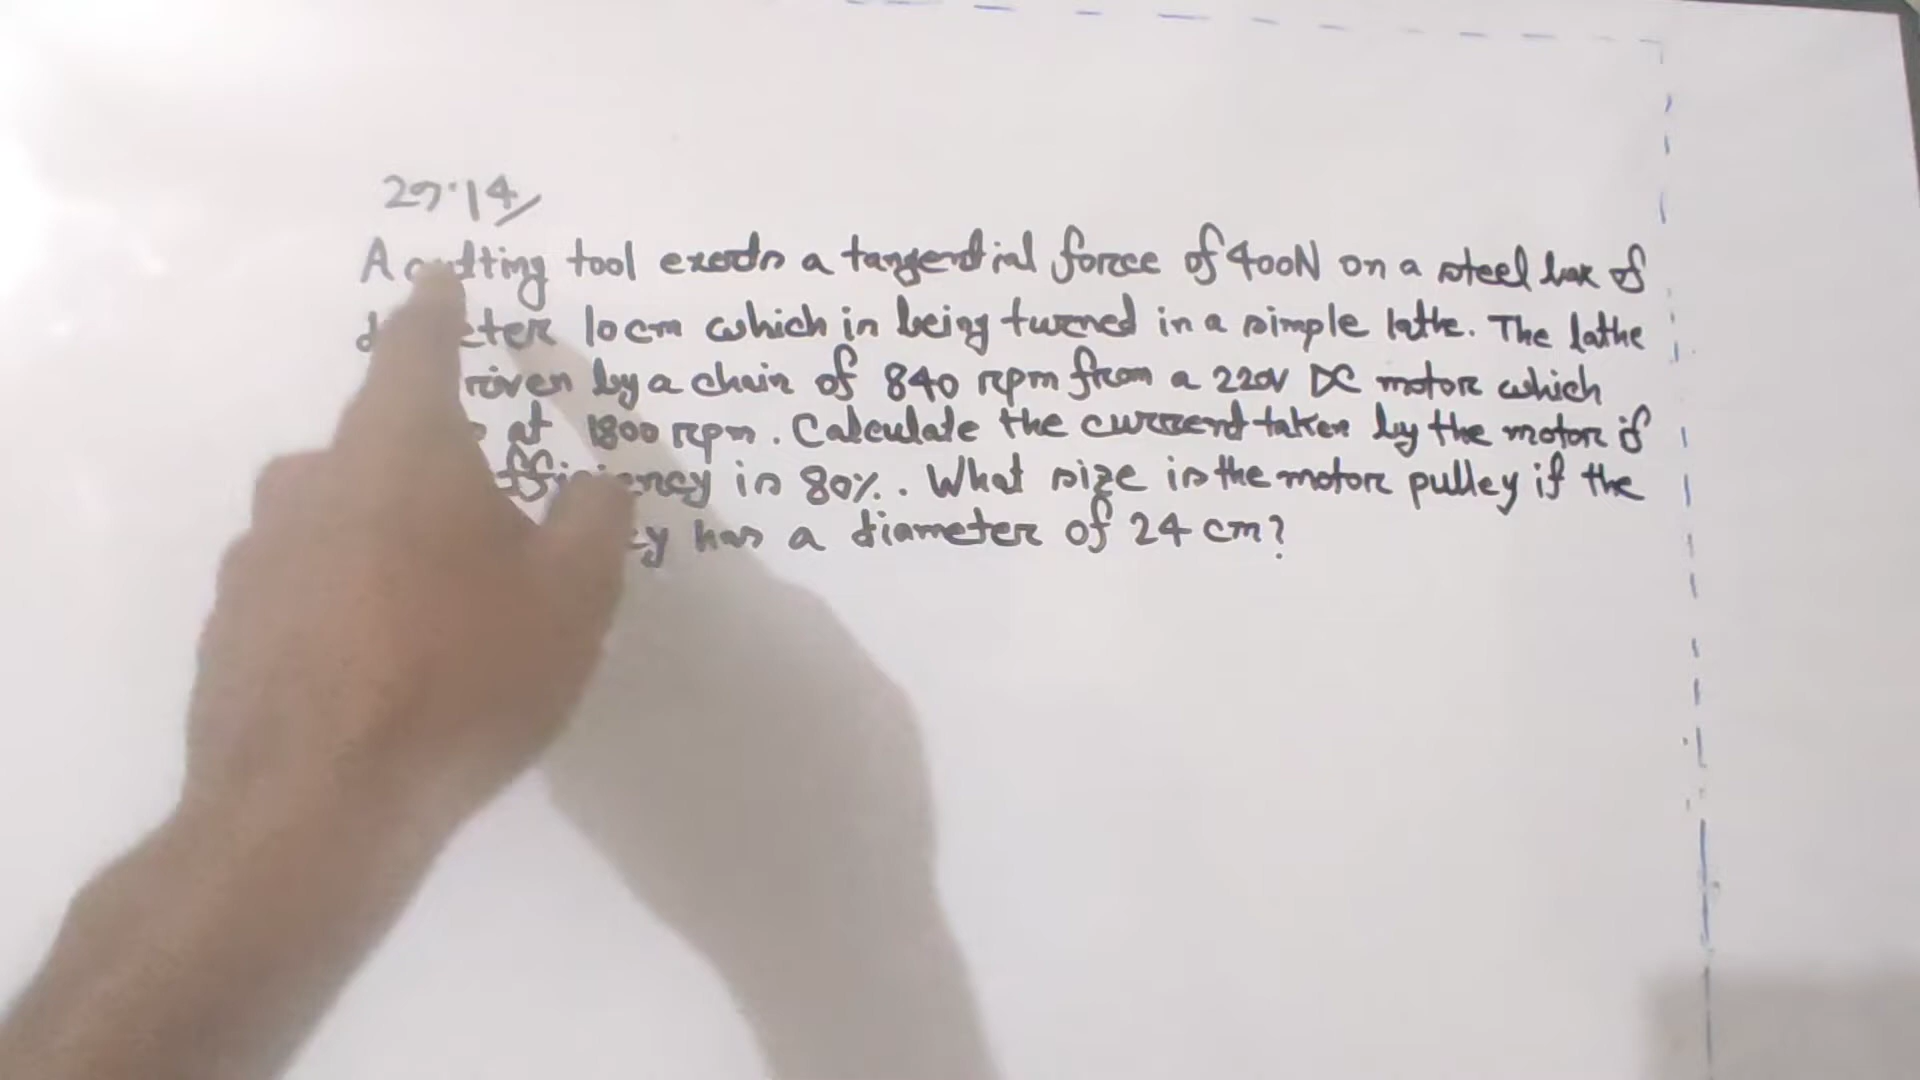 29.14/
A cutting tool exerts a tangential force of 400N on a steel bar of
10cm which is being turned in a simple lathe. The lathe
by a chain of 840 rpm from a 220V DC motor which
at 1800 rpm. Calculate the current taken by the motor if
is 80%. What size is the motor pulley if the
has a diameter of 24 cm?